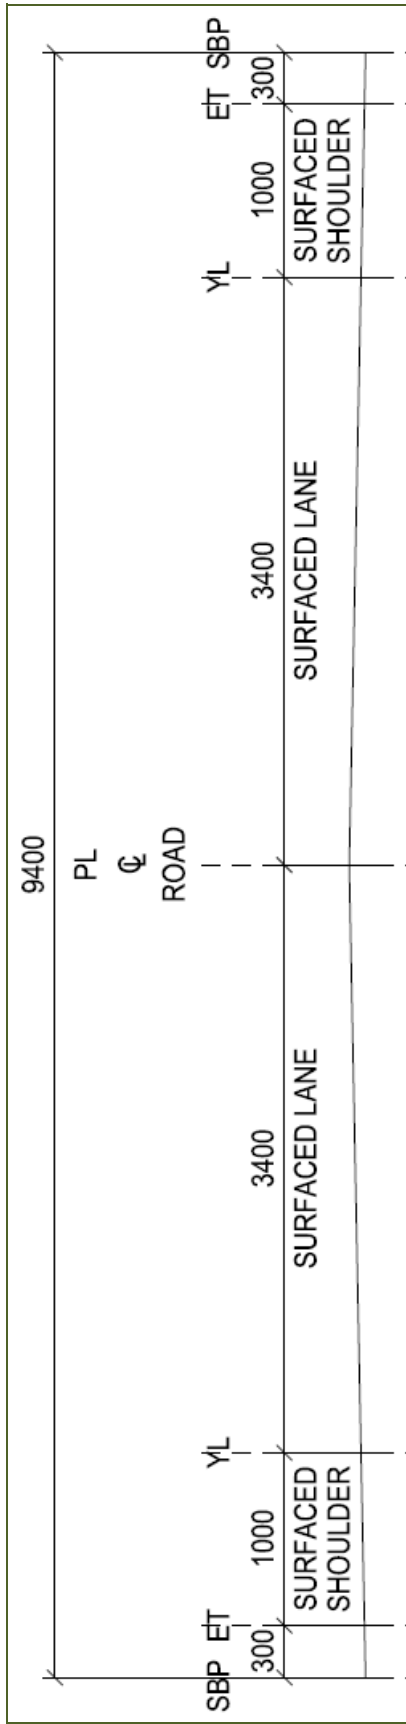 9400
PL
℄
ROAD
SBP
ET
YL
YL
ET
SBP
300
1000
3400
3400
1000
300
SURFACED
SHOULDER
SURFACED LANE
SURFACED LANE
SURFACED
SHOULDER